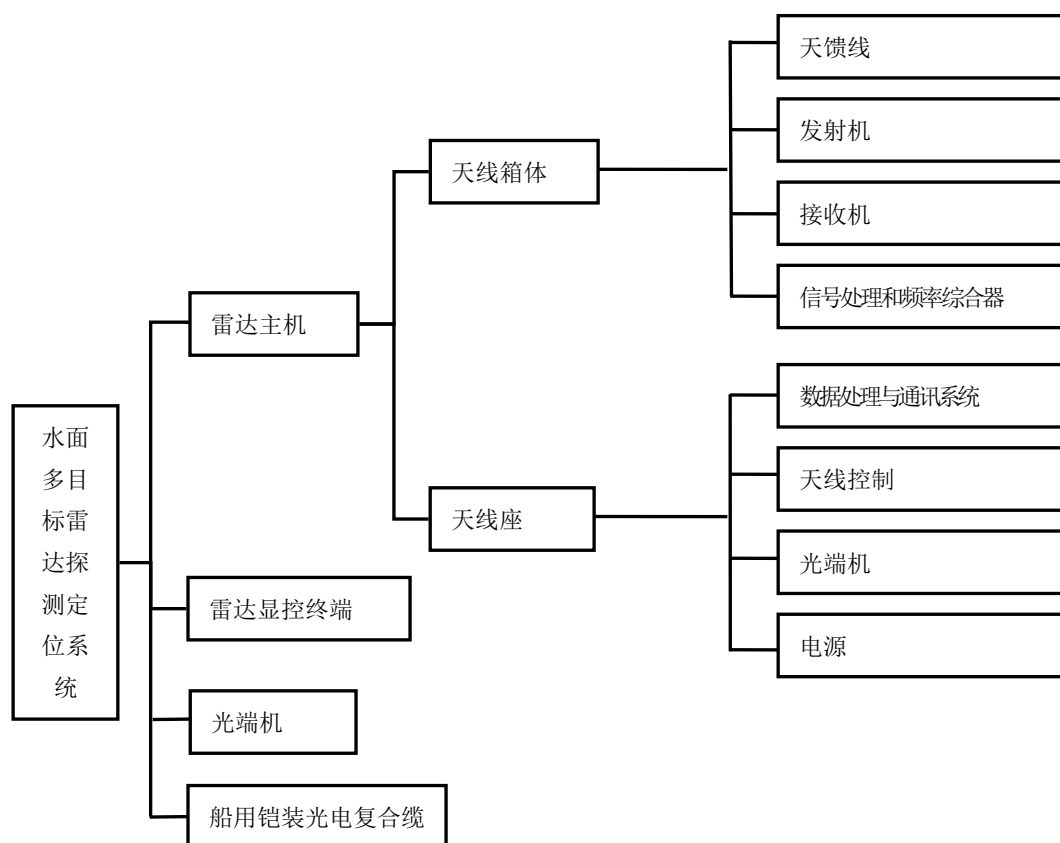 水面
多目
标雷
达探
测定
位系
统
雷达主机
雷达显控终端
光端机
船用铠装光电复合缆
天线箱体
天线座
天馈线
发射机
接收机
信号处理和频率综合器
数据处理与通讯系统
天线控制
光端机
电源